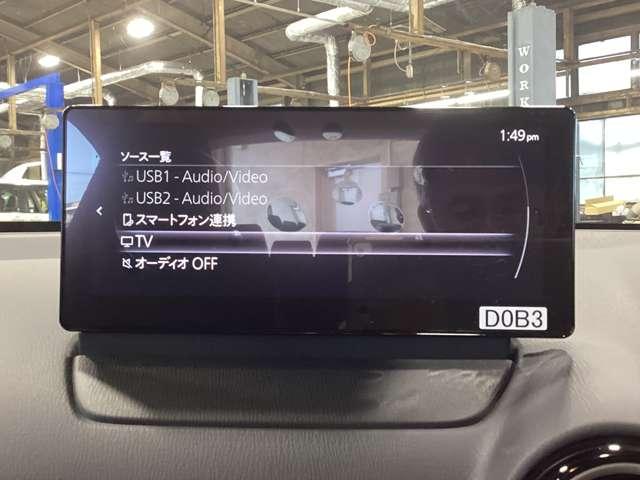 WORK
1:49pm
ソース一覧
USB1 - Audio/Video
USB2 - Audio/Video
スマートフォン連携
TV
オーディオ OFF
D0B3